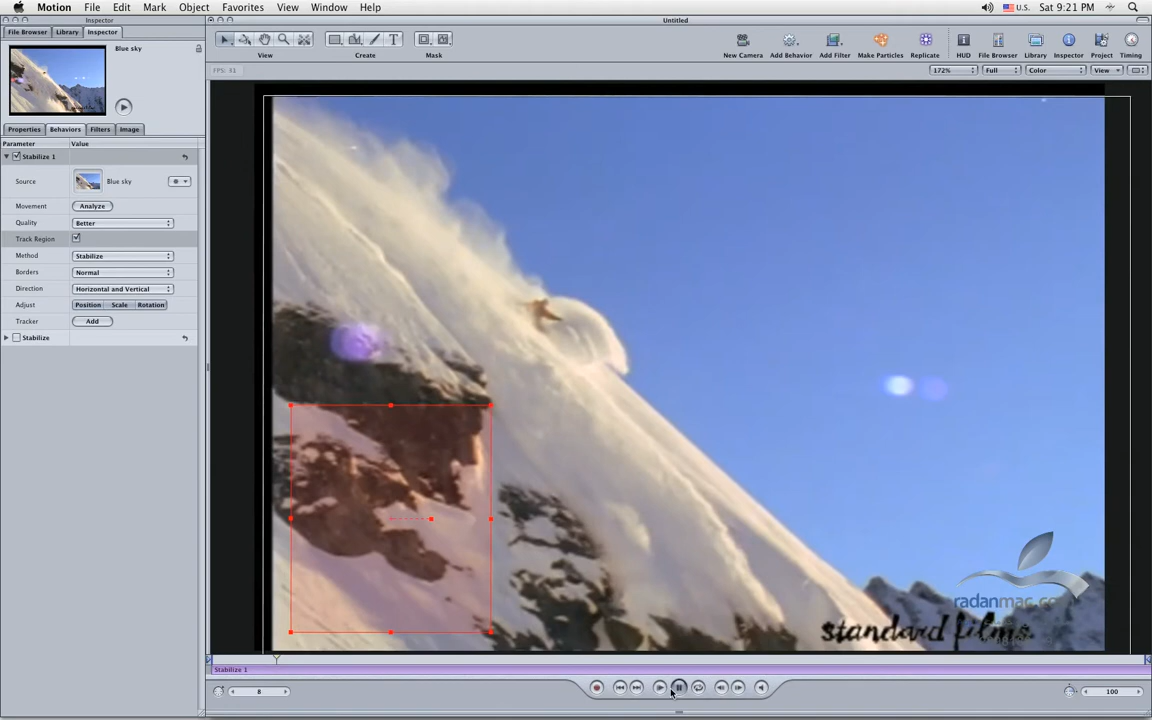 Motion File Edit Mark Object Favorites View Window Help U.S. Sat 9:21 PM
Inspector Untitled
File Browser Library Inspector
Blue sky
View Create Mask New Camera Add Behavior Add Filter Make Particles Replicate HUD File Browser Library Inspector Project Timing
FPS: 31 172% Full Color View
Properties Behaviors Filters Image
Parameter Value
Stabilize 1
Source Blue sky
Movement Analyze
Quality Better
Track Region
Method Stabilize
Borders Normal
Direction Horizontal and Vertical
Adjust Position Scale Rotation
Tracker Add
Stabilize
radanmac.com
standard films
Stabilize 1
8 100